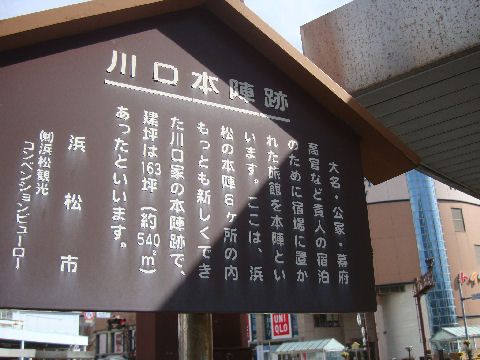 川口本陣跡
大名・公家・幕府
高官など貴人の宿泊
のために宿場に置か
れた旅館を本陣とい
います。ここは、浜
松の本陣6ヶ所の内
もっとも新しくでき
た川口家の本陣跡で、
建坪は163坪(約540㎡)
あったといいます。
浜松市
㈶浜松観光
コンベンションビューロー
UNI
QLO